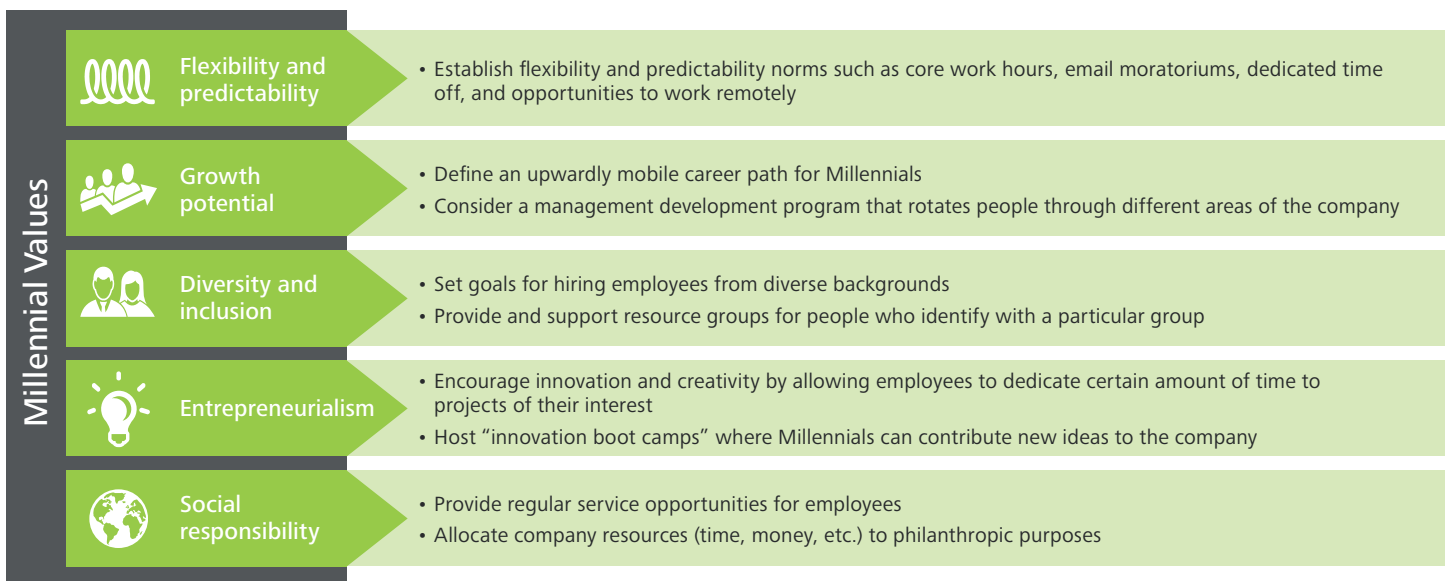 Millennial Values
Flexibility and
predictability
• Establish flexibility and predictability norms such as core work hours, email moratoriums, dedicated time
off, and opportunities to work remotely
Growth
potential
• Define an upwardly mobile career path for Millennials
• Consider a management development program that rotates people through different areas of the company
Diversity and
inclusion
• Set goals for hiring employees from diverse backgrounds
• Provide and support resource groups for people who identify with a particular group
Entrepreneurialism
• Encourage innovation and creativity by allowing employees to dedicate certain amount of time to
projects of their interest
• Host “innovation boot camps” where Millennials can contribute new ideas to the company
Social
responsibility
• Provide regular service opportunities for employees
• Allocate company resources (time, money, etc.) to philanthropic purposes